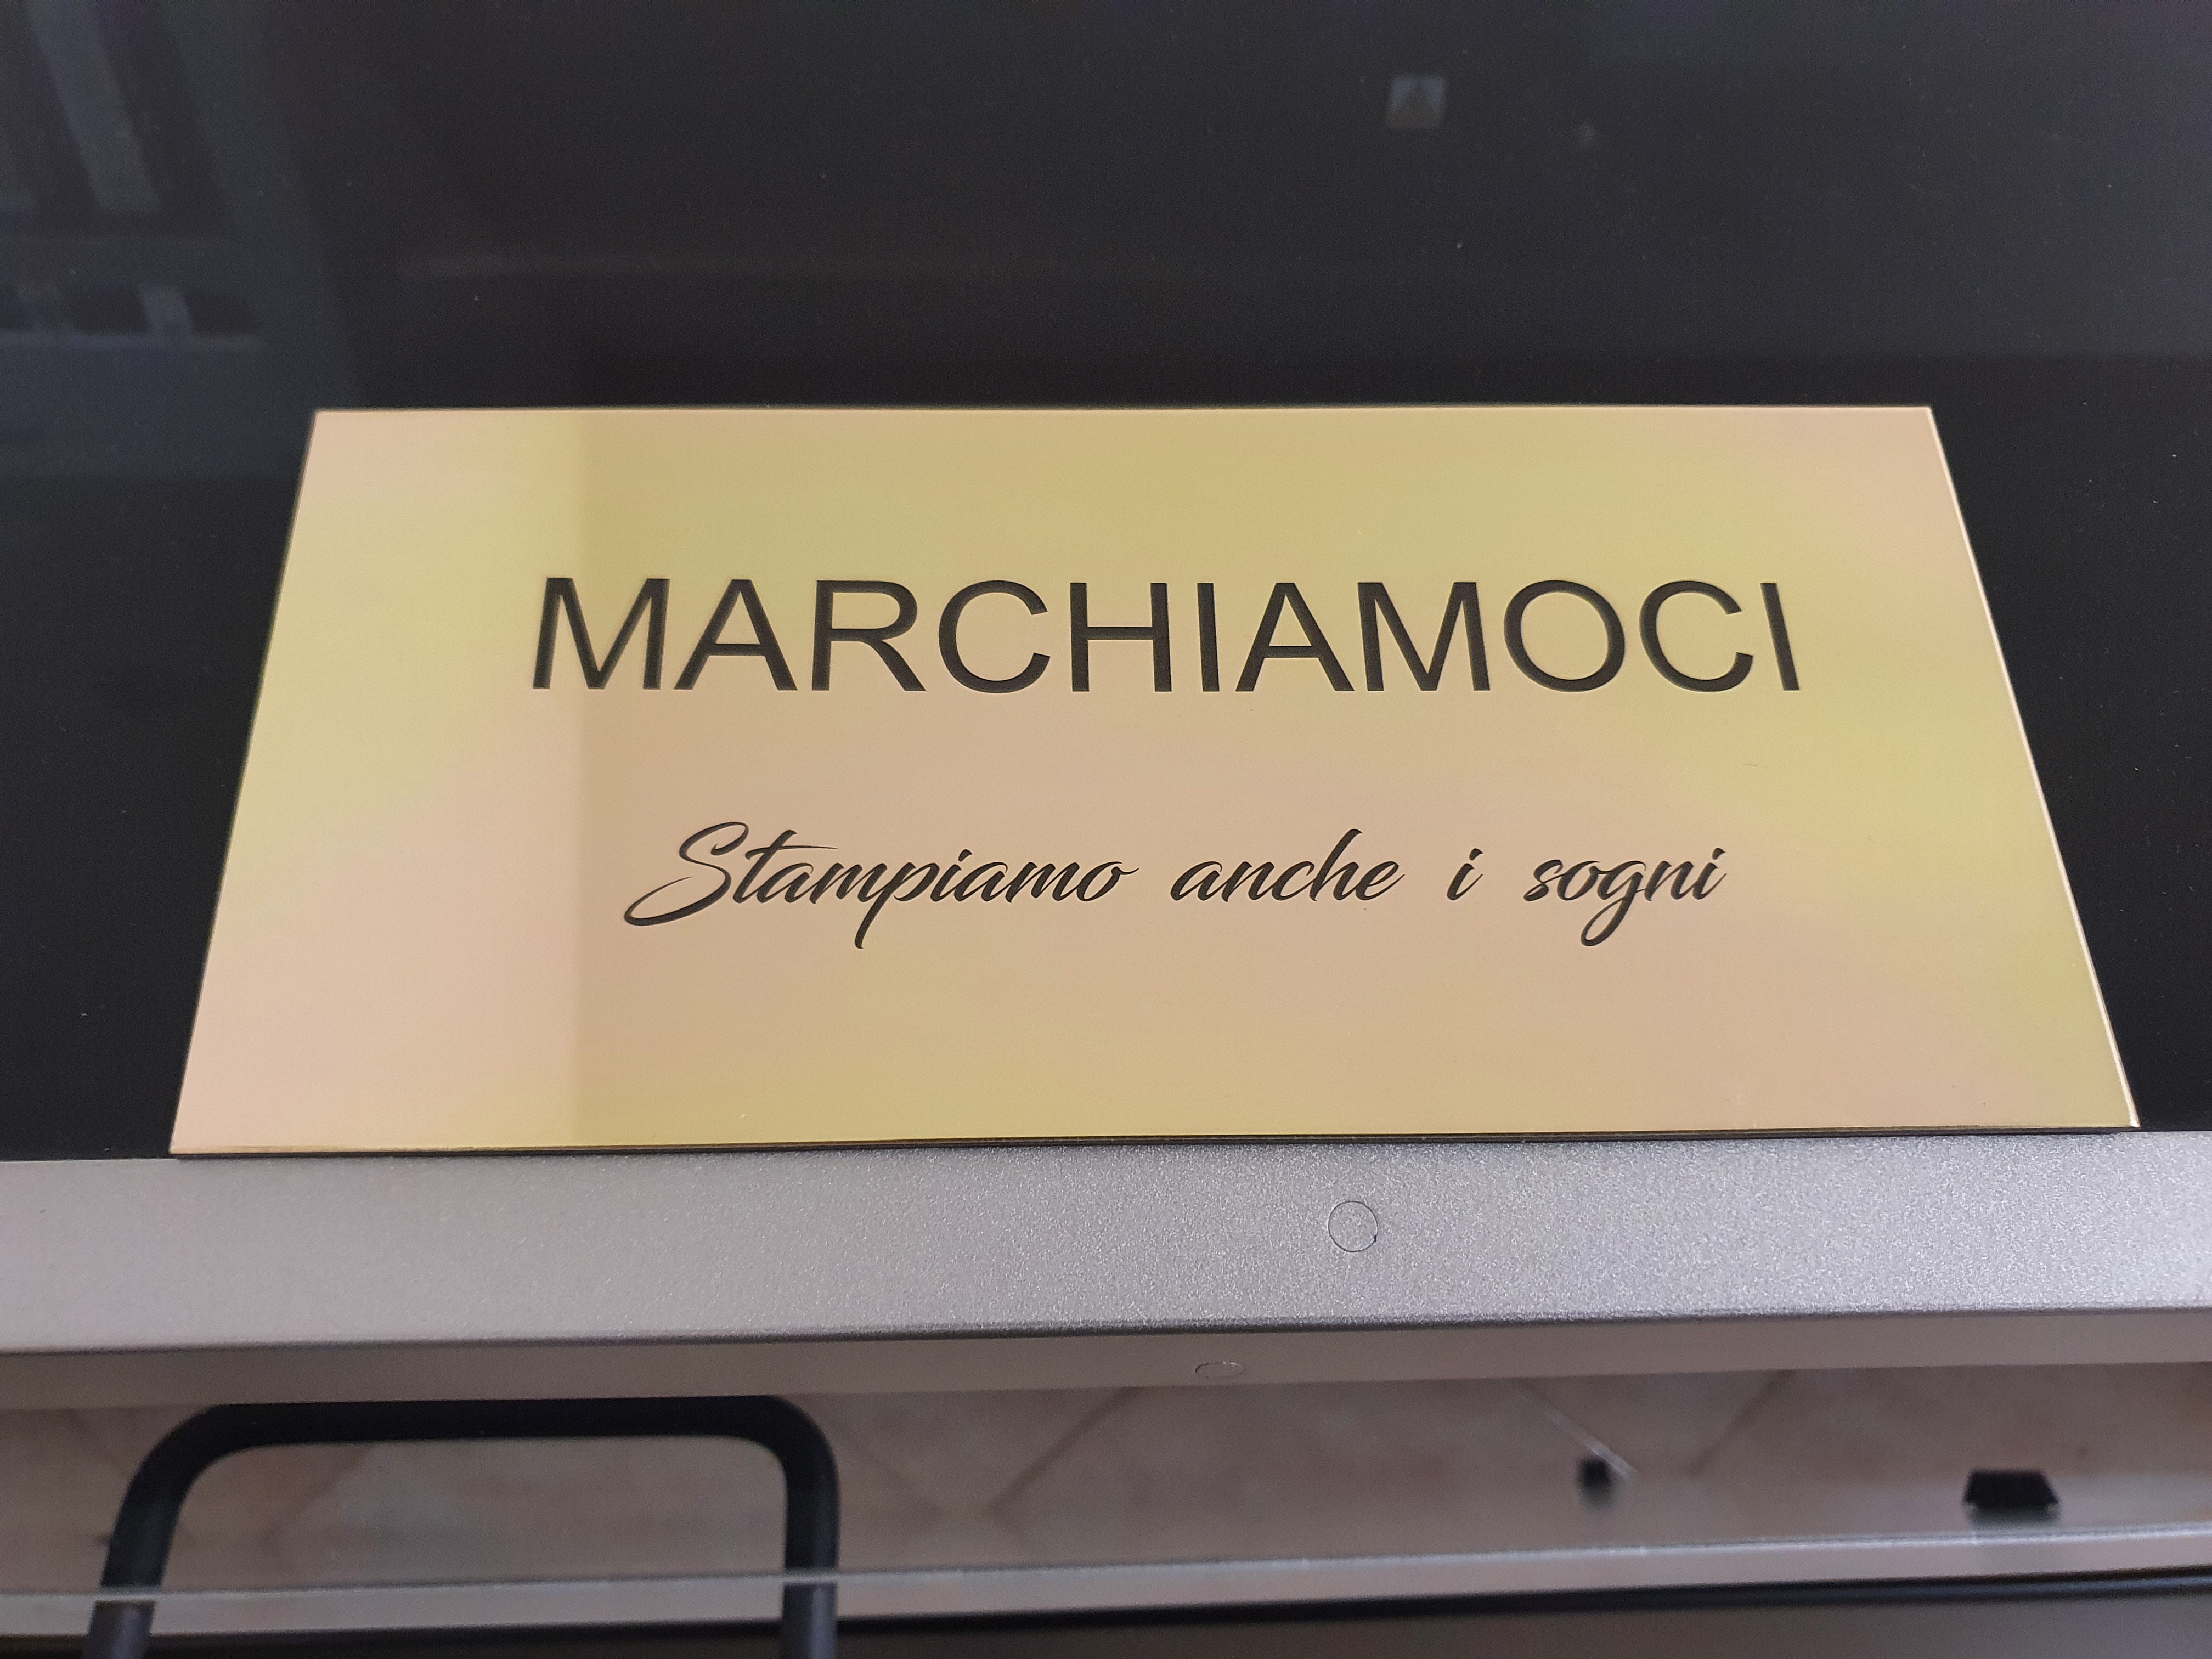 MARCHIAMOCI
Stampiamo anche i sogni